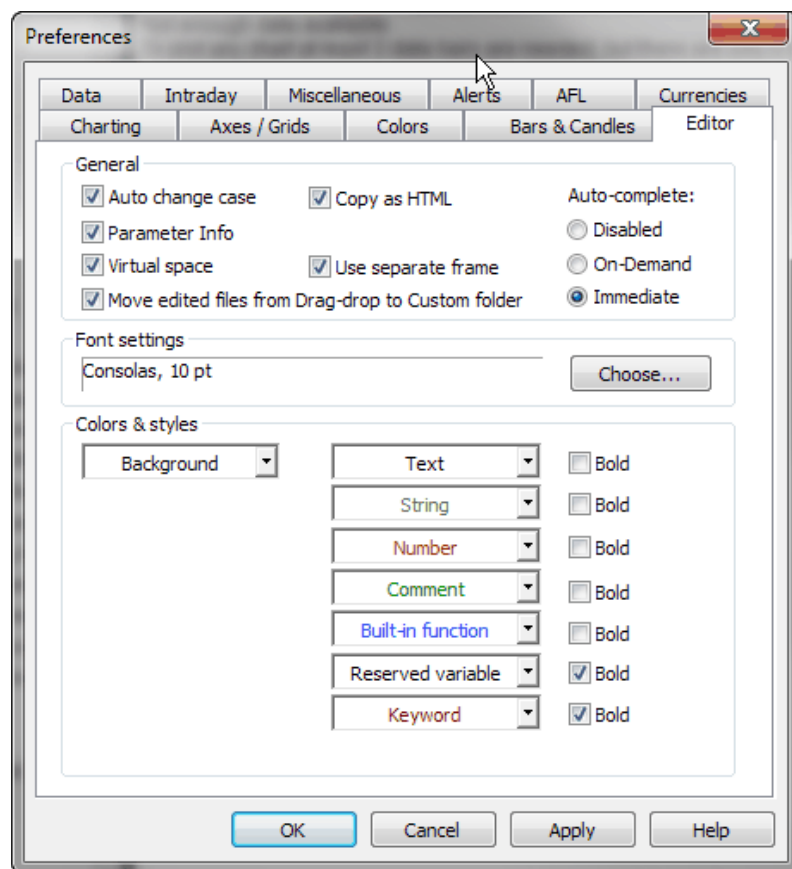 Preferences
Data Intraday Miscellaneous Alerts AFL Currencies
Charting Axes / Grids Colors Bars & Candles Editor
General
Auto change case Copy as HTML Auto-complete:
Parameter Info Disabled
Virtual space Use separate frame On-Demand
Move edited files from Drag-drop to Custom folder Immediate
Font settings
Consolas, 10 pt Choose...
Colors & styles
Background Text Bold
String Bold
Number Bold
Comment Bold
Built-in function Bold
Reserved variable Bold
Keyword Bold
OK Cancel Apply Help